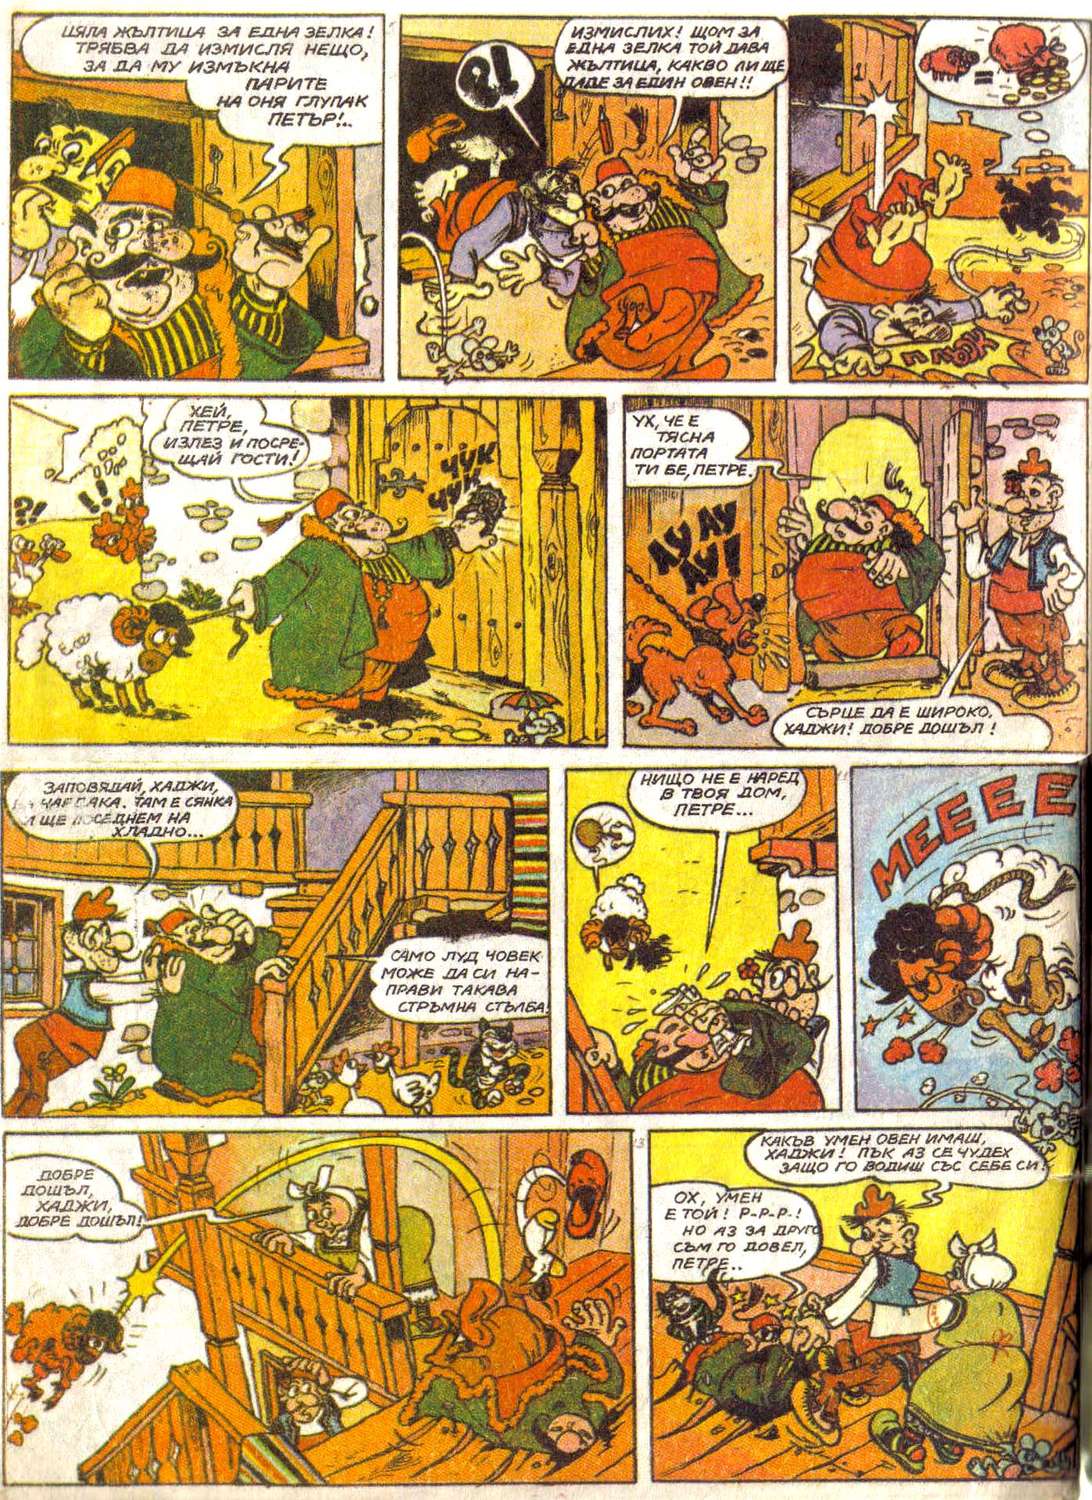 ЦЯЛА ЖЪЛТИЦА ЗА ЕДНА ЗЕЛКА!
ТРЯБВА ДА ИЗМИСЛЯ НЕЩО,
ЗА ДА МУ ИЗМЪКНА
ПАРИТЕ
НА ОНЯ ГЛУПАК
ПЕТЪР!..
?!
ИЗМИСЛИХ! ЩОМ ЗА
ЕДНА ЗЕЛКА ТОЙ ДАВА
ЖЪЛТИЦА, КАКВО ЛИ ЩЕ
ДАДЕ ЗА ЕДИН ОВЕН!!
=
ХЕЙ,
ПЕТРЕ,
ИЗЛЕЗ И ПОСРЕ-
ЩАЙ ГОСТИ!
ЧУК
ЧУК
?!
!!
УХ, ЧЕ Е
ТЯСНА
ПОРТАТА
ТИ БЕ, ПЕТРЕ.
АУ АУ
АУ!
СЪРЦЕ ДА Е ШИРОКО,
ХАДЖИ! ДОБРЕ ДОШЪЛ!
ЗАПОВЯДАЙ, ХАДЖИ,
НА ЧАРДАКА. ТАМ Е СЯНКА
И ЩЕ ПОСЕДНЕМ НА
ХЛАДНО...
САМО ЛУД ЧОВЕК
МОЖЕ ДА СИ НА-
ПРАВИ ТАКАВА
СТРЪМНА СТЪЛБА!
НИЩО НЕ Е НАРЕД
В ТВОЯ ДОМ,
ПЕТРЕ...
МЕЕЕЕ
ДОБРЕ
ДОШЪЛ,
ХАДЖИ,
ДОБРЕ ДОШЪЛ!
КАКЪВ УМЕН ОВЕН ИМАШ,
ХАДЖИ! ПЪК АЗ СЕ ЧУДЕХ
ЗАЩО ГО ВОДИШ СЪС СЕБЕ СИ!
ОХ, УМЕН
Е ТОЙ! Р-Р-Р-!
НО АЗ ЗА ДРУГО
СЪМ ГО ДОВЕЛ,
ПЕТРЕ..